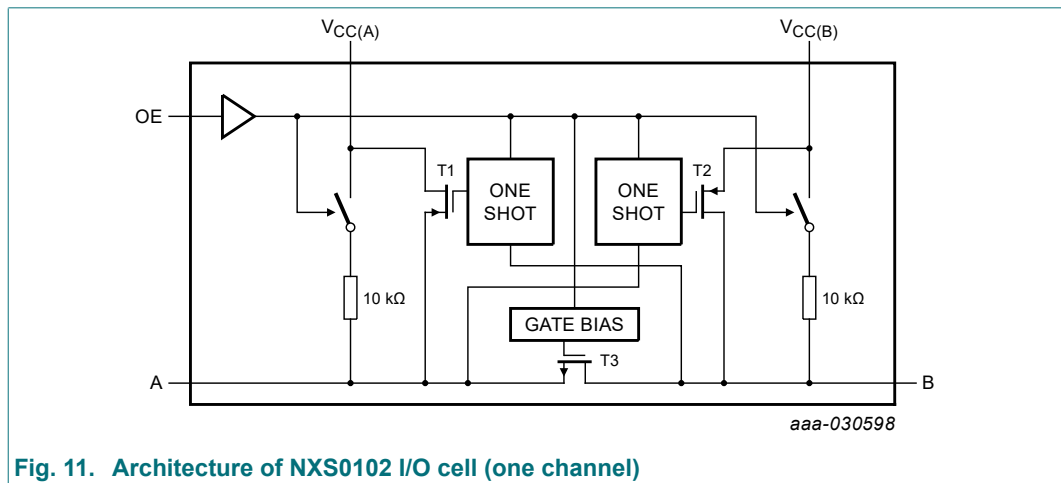 VCC(A)
VCC(B)
OE
T1
ONE
SHOT
ONE
SHOT
T2
10 kΩ
10 kΩ
GATE BIAS
T3
A
B
aaa-030598
Fig. 11. Architecture of NXS0102 I/O cell (one channel)